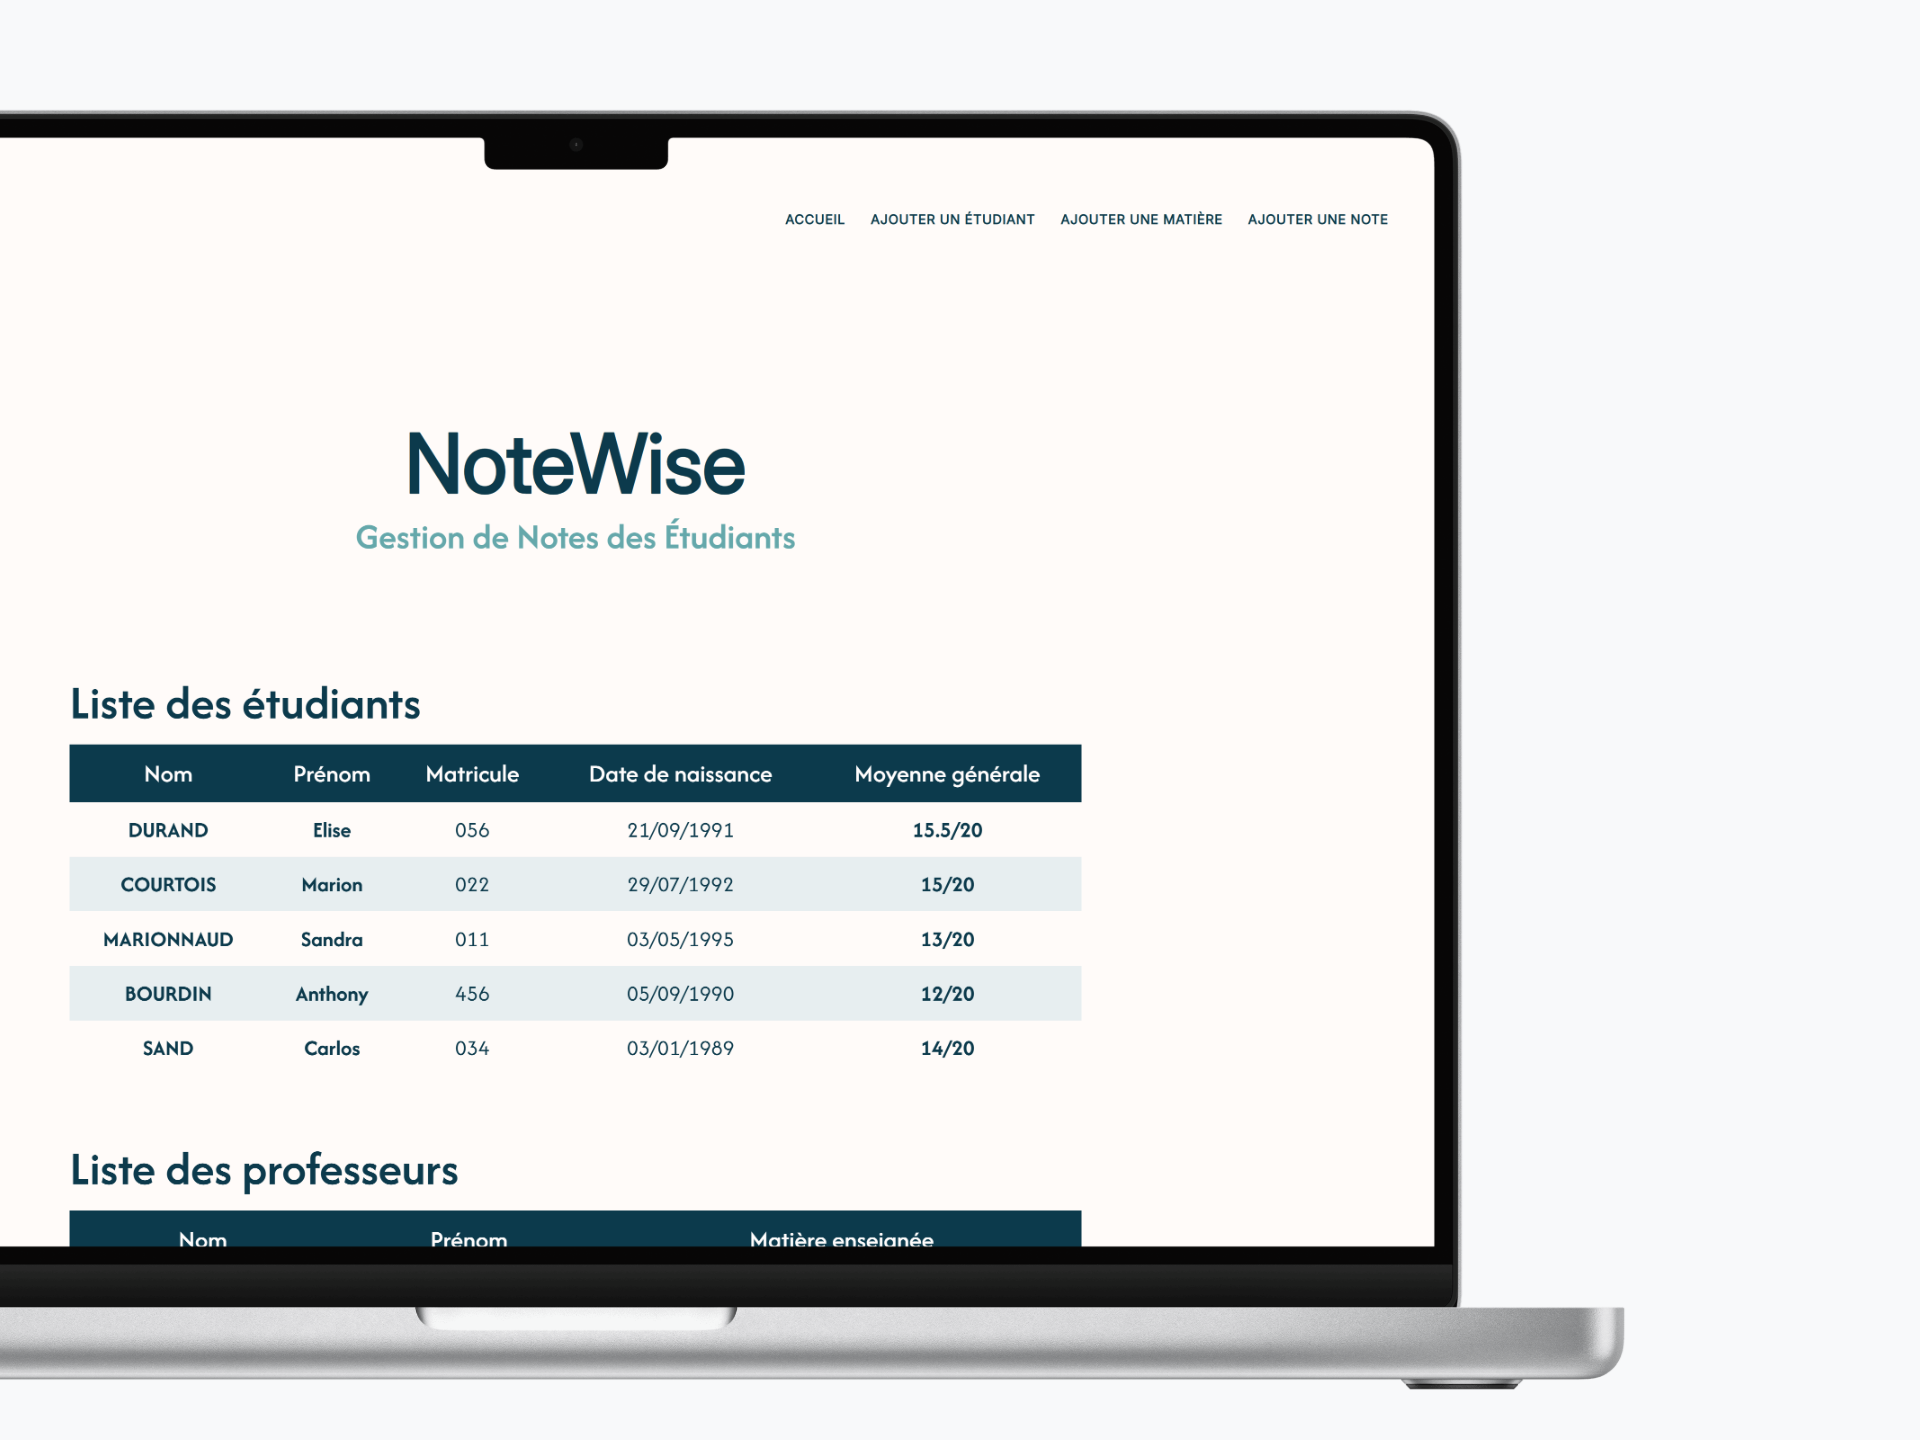 ACCUEIL AJOUTER UN ÉTUDIANT AJOUTER UNE MATIÈRE AJOUTER UNE NOTE
NoteWise
Gestion de Notes des Étudiants
Liste des étudiants
Nom Prénom Matricule Date de naissance Moyenne générale
DURAND Elise 056 21/09/1991 15.5/20
COURTOIS Marion 022 29/07/1992 15/20
MARIONNAUD Sandra 011 03/05/1995 13/20
BOURDIN Anthony 456 05/09/1990 12/20
SAND Carlos 034 03/01/1989 14/20
Liste des professeurs
Nom Prénom Matière enseignée